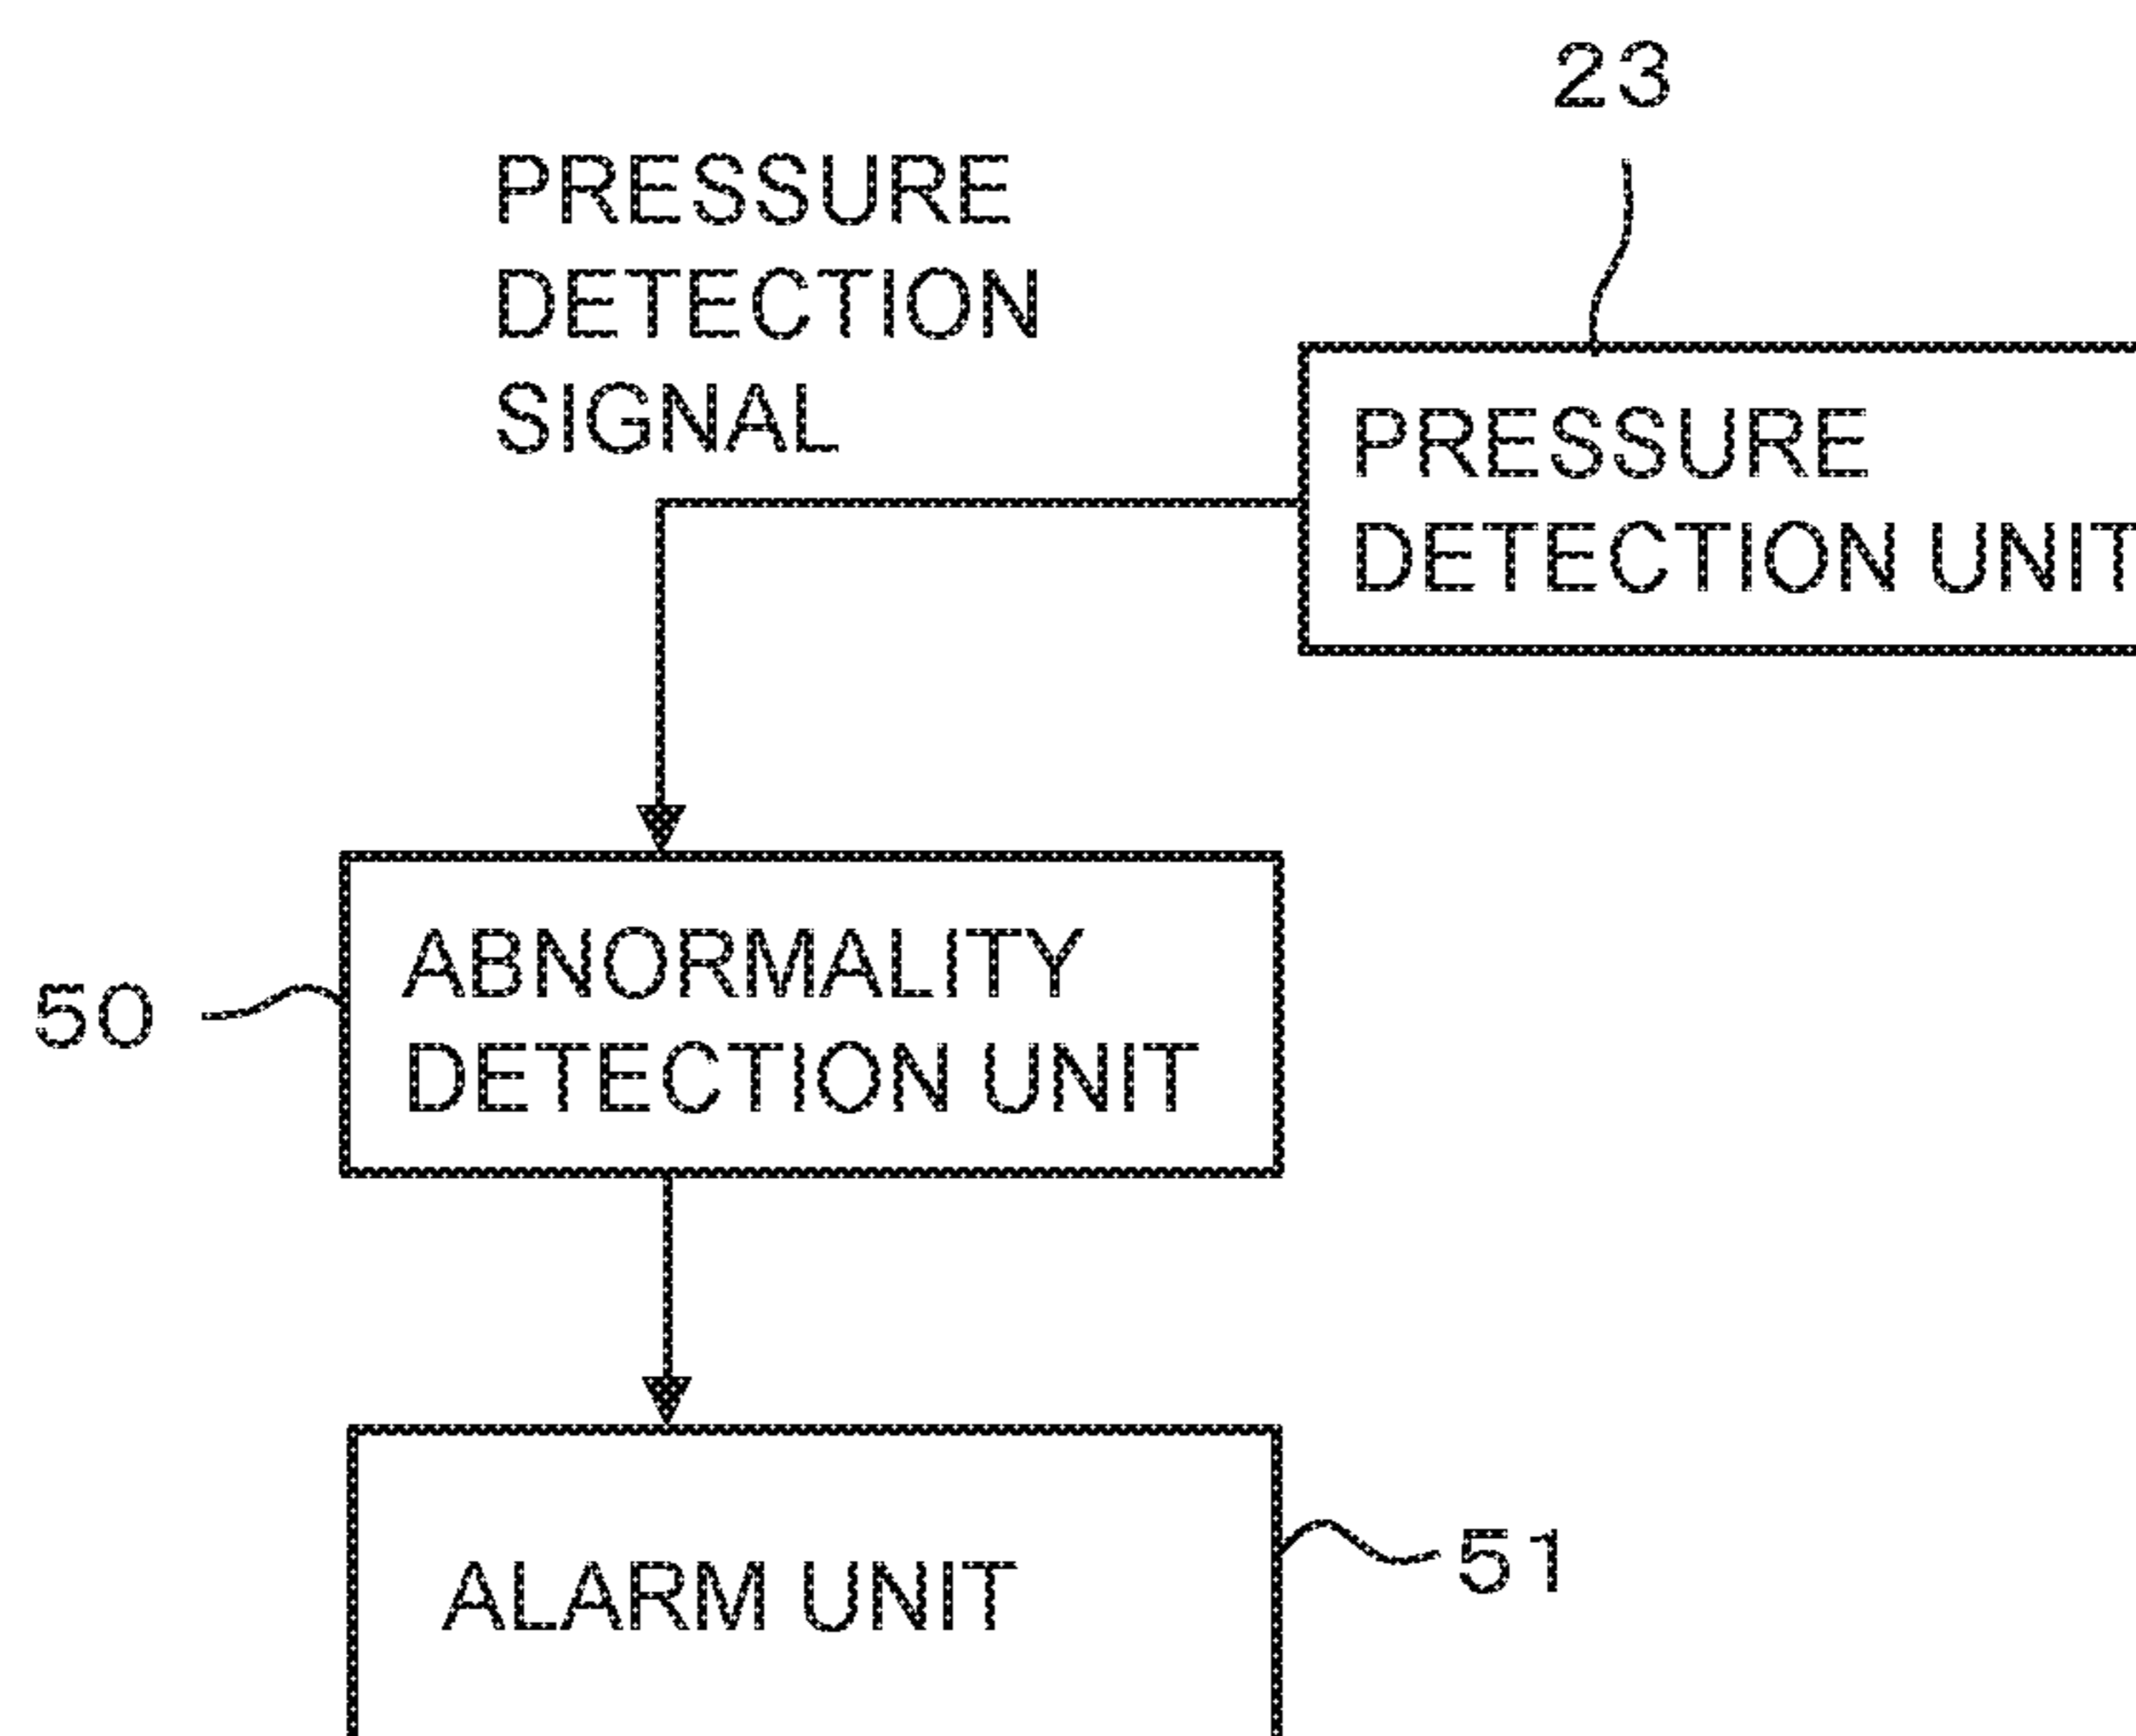 23
PRESSURE
DETECTION
SIGNAL
PRESSURE
DETECTION UNIT
50
ABNORMALITY
DETECTION UNIT
ALARM UNIT
51